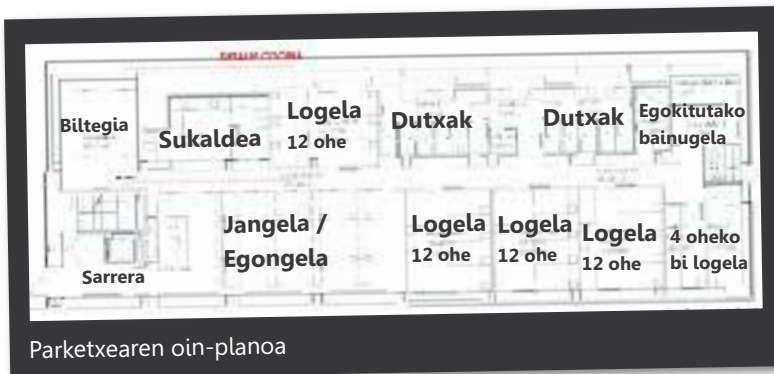 Biltegia
Sukaldea
Logela
12 ohe
Dutxak
Dutxak
Egokitutako
bainugela
Sarrera
Jangela /
Egongela
Logela
12 ohe
Logela
12 ohe
Logela
12 ohe
4 oheko
bi logela
Parketxearen oin-planoa